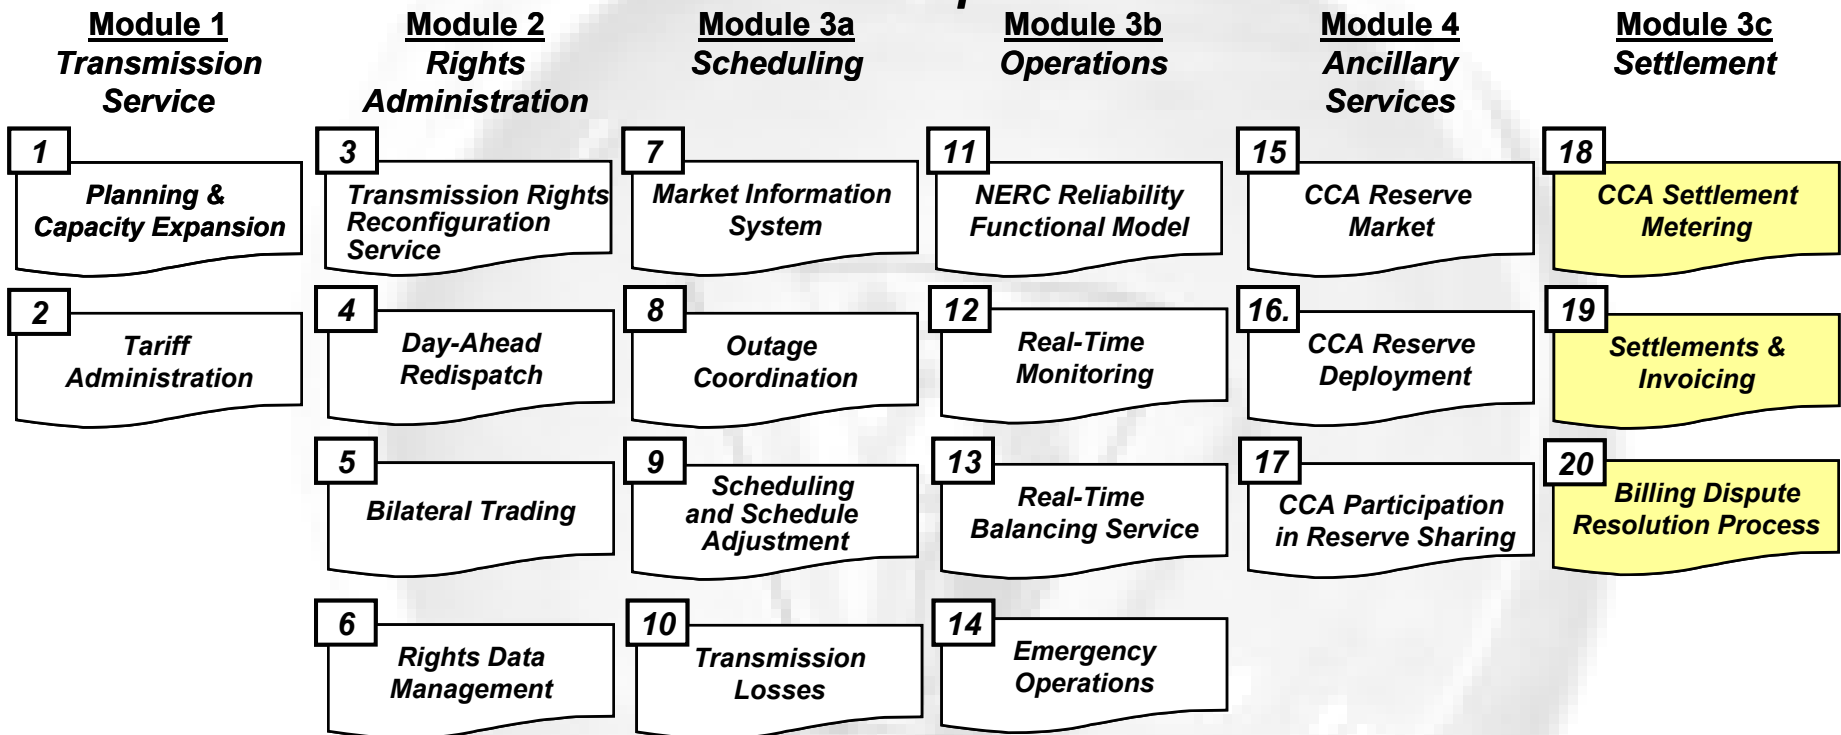 Module 1
Transmission
Service
Module 2
Rights
Administration
Module 3a
Scheduling
Module 3b
Operations
Module 4
Ancillary
Services
Module 3c
Settlement
1
Planning &
Capacity Expansion
2
Tariff
Administration
3
Transmission Rights
Reconfiguration
Service
4
Day-Ahead
Redispatch
5
Bilateral Trading
6
Rights Data
Management
7
Market Information
System
8
Outage
Coordination
9
Scheduling
and Schedule
Adjustment
10
Transmission
Losses
11
NERC Reliability
Functional Model
12
Real-Time
Monitoring
13
Real-Time
Balancing Service
14
Emergency
Operations
15
CCA Reserve
Market
16.
CCA Reserve
Deployment
17
CCA Participation
in Reserve Sharing
18
CCA Settlement
Metering
19
Settlements &
Invoicing
20
Billing Dispute
Resolution Process